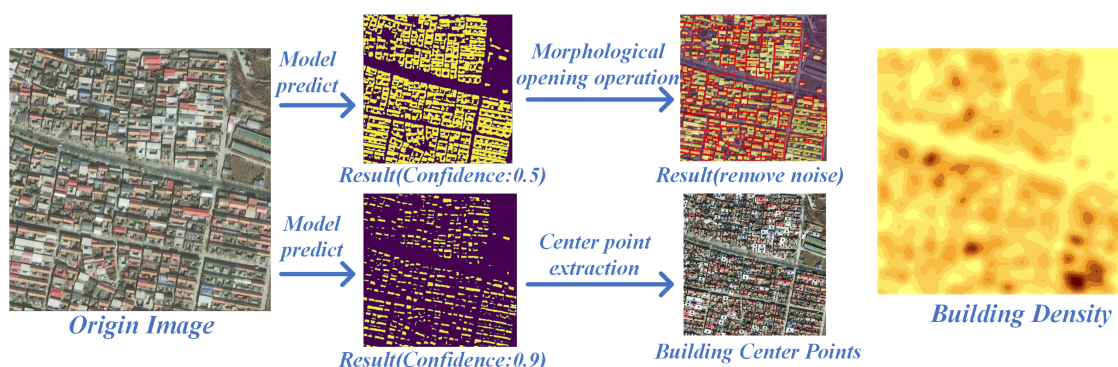 Model
predict
Morphological
opening operation
Result(Confidence:0.5)
Result(remove noise)
Model
predict
Center point
extraction
Origin Image
Result(Confidence:0.9)
Building Center Points
Building Density